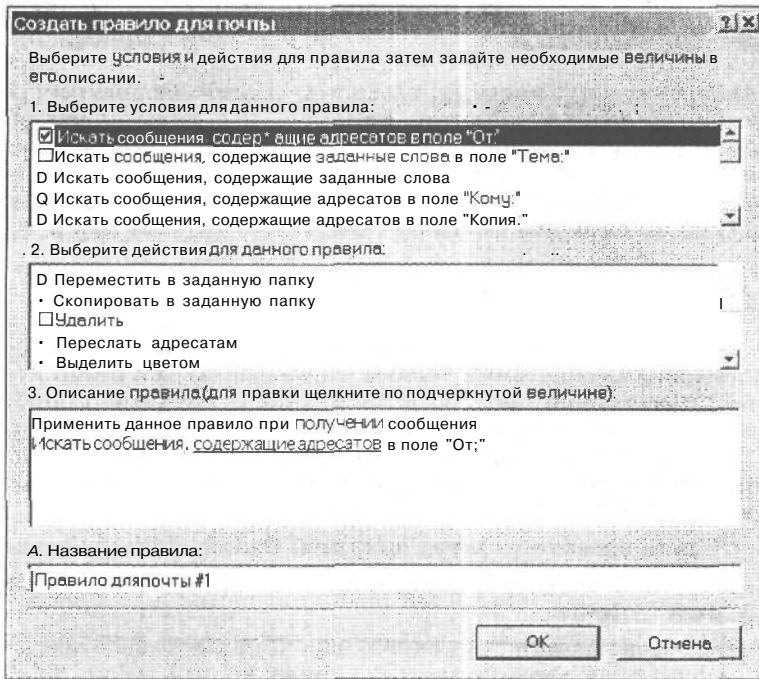 Создать правило для почты
Выберите условия и действия для правила затем залайте необходимые величины в
его описании. -
1. Выберите условия для данного правила:
Искать сообщения содер* ащие адресатов в поле "От:"
Искать сообщения, содержащие заданные слова в поле "Тема:"
D Искать сообщения, содержащие заданные слова
Q Искать сообщения, содержащие адресатов в поле "Кому:"
D Искать сообщения, содержащие адресатов в поле "Копия."
2. Выберите действия для данного правила:
D Переместить в заданную папку
• Скопировать в заданную папку
Удалить
• Переслать адресатам
• Выделить цветом
3. Описание правила (для правки щелкните по подчеркнутой величине):
Применить данное правило при получении сообщения
Искать сообщения, содержащие адресатов в поле "От;"
А. Название правила:
Правило для почты #1
OK Отмена